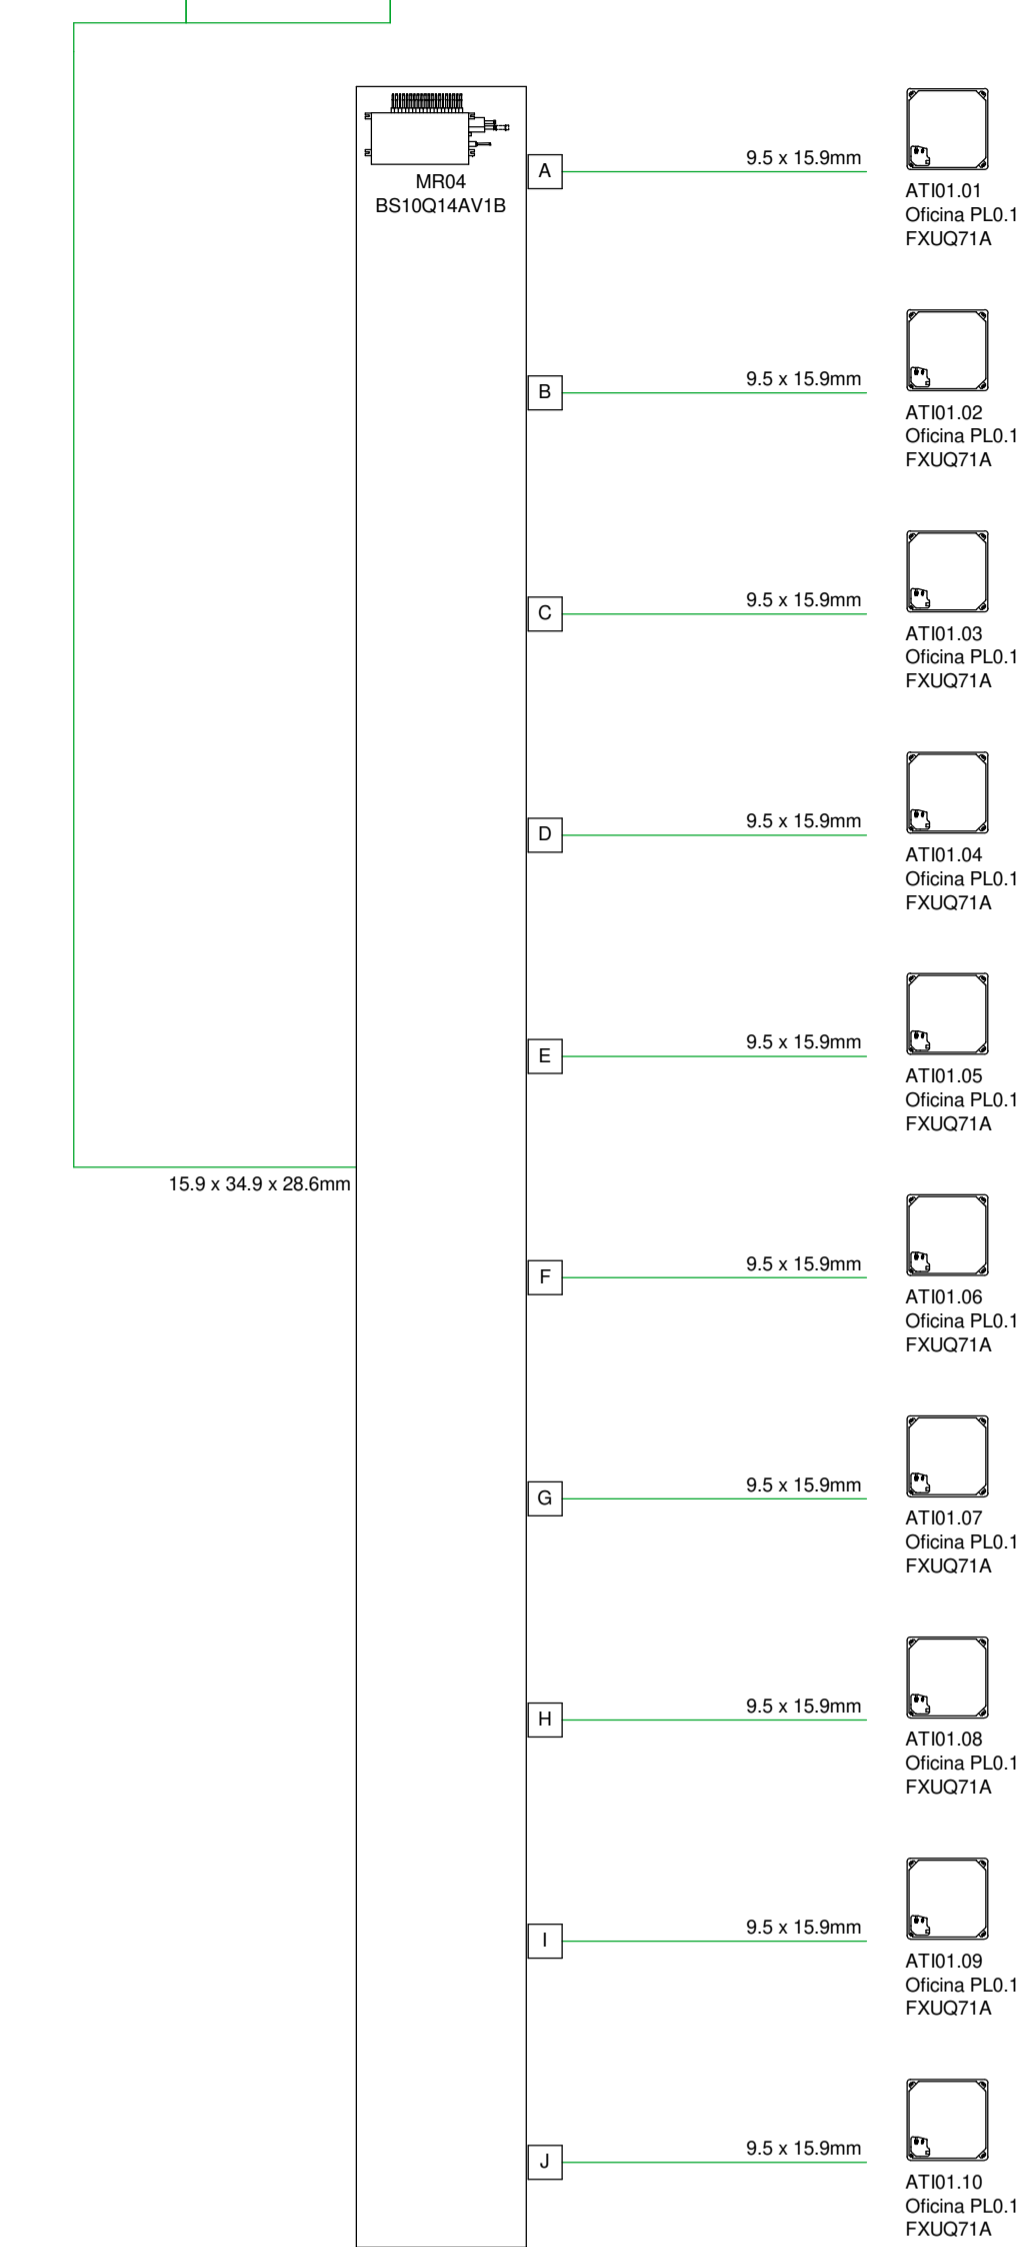 MR04
BS10Q14AV1B
A
9.5 x 15.9mm
ATI01.01
Oficina PL0.1
FXUQ71A
B
9.5 x 15.9mm
ATI01.02
Oficina PL0.1
FXUQ71A
C
9.5 x 15.9mm
ATI01.03
Oficina PL0.1
FXUQ71A
D
9.5 x 15.9mm
ATI01.04
Oficina PL0.1
FXUQ71A
E
9.5 x 15.9mm
ATI01.05
Oficina PL0.1
FXUQ71A
15.9 x 34.9 x 28.6mm
F
9.5 x 15.9mm
ATI01.06
Oficina PL0.1
FXUQ71A
G
9.5 x 15.9mm
ATI01.07
Oficina PL0.1
FXUQ71A
H
9.5 x 15.9mm
ATI01.08
Oficina PL0.1
FXUQ71A
I
9.5 x 15.9mm
ATI01.09
Oficina PL0.1
FXUQ71A
J
9.5 x 15.9mm
ATI01.10
Oficina PL0.1
FXUQ71A